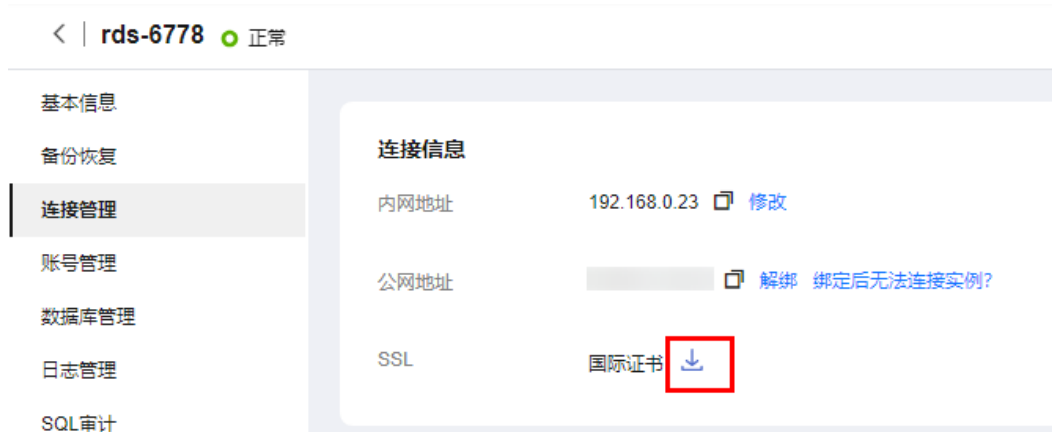 rds-6778 正常
基本信息
备份恢复
连接管理
账号管理
数据库管理
日志管理
SQL审计
连接信息
内网地址 192.168.0.23 修改
公网地址 解绑 绑定后无法连接实例?
SSL 国际证书